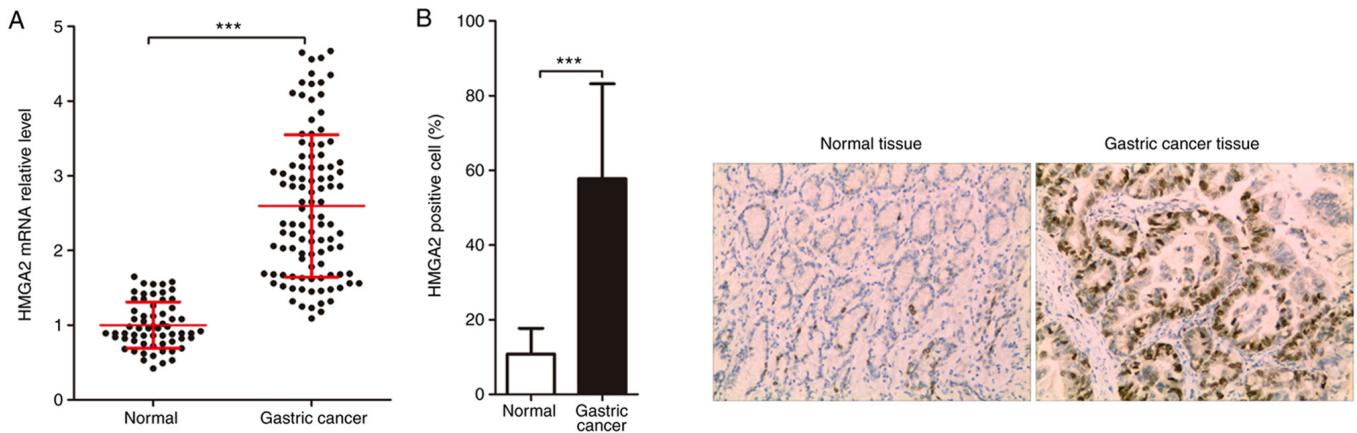 A
HMGA2 mRNA relative level
5
4
3
2
1
0
***
Normal
Gastric cancer
B
HMGA2 positive cell (%)
100
80
60
40
20
0
***
Normal
Gastric
cancer
Normal tissue
Gastric cancer tissue